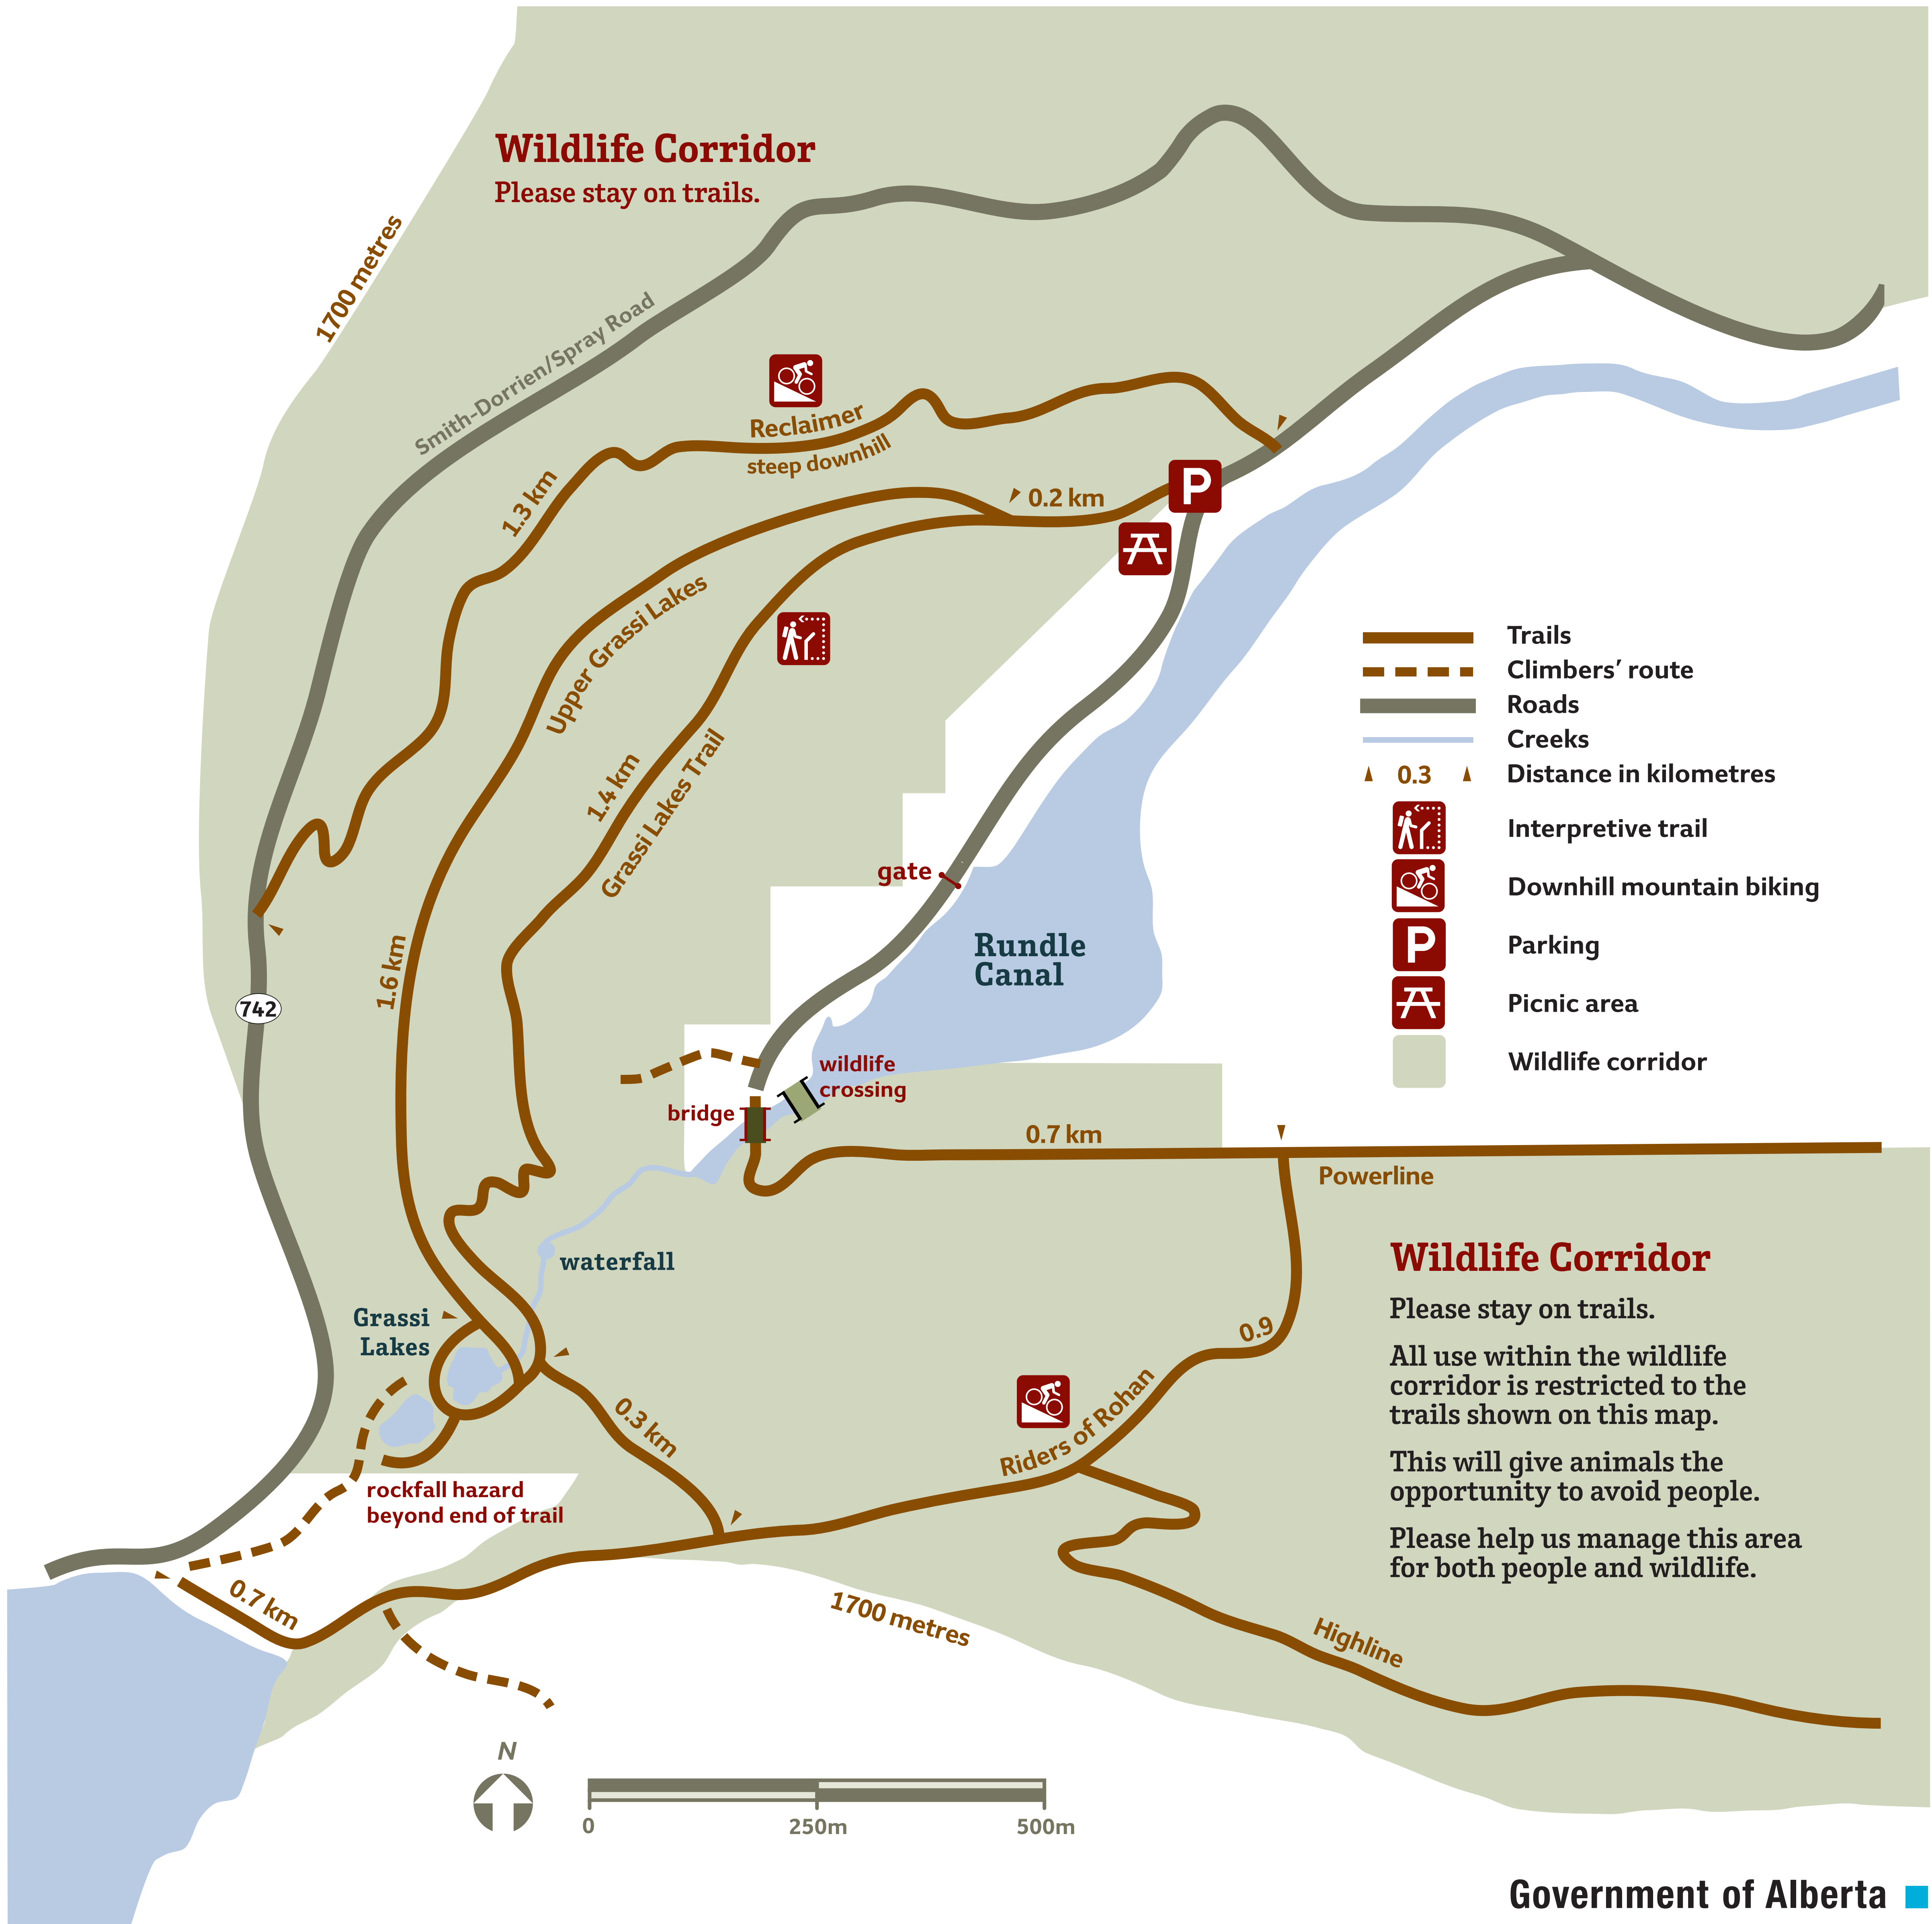 Wildlife Corridor
Please stay on trails.
1700 metres
Smith-Dorrien/Spray Road
Reclaimer
steep downhill
1.3 km
0.2 km
P
Upper Grassi Lakes
1.4 km
Grassi Lakes Trail
1.6 km
742
gate
Rundle
Canal
Trails
Climbers’ route
Roads
Creeks
0.3
Distance in kilometres
Interpretive trail
Downhill mountain biking
P
Parking
Picnic area
Wildlife corridor
wildlife
crossing
bridge
0.7 km
Powerline
waterfall
Grassi
Lakes
0.3 km
0.9
Riders of Rohan
rockfall hazard
beyond end of trail
0.7 km
1700 metres
Highline
Wildlife Corridor
Please stay on trails.
All use within the wildlife
corridor is restricted to the
trails shown on this map.
This will give animals the
opportunity to avoid people.
Please help us manage this area
for both people and wildlife.
N
0
250m
500m
Government of Alberta